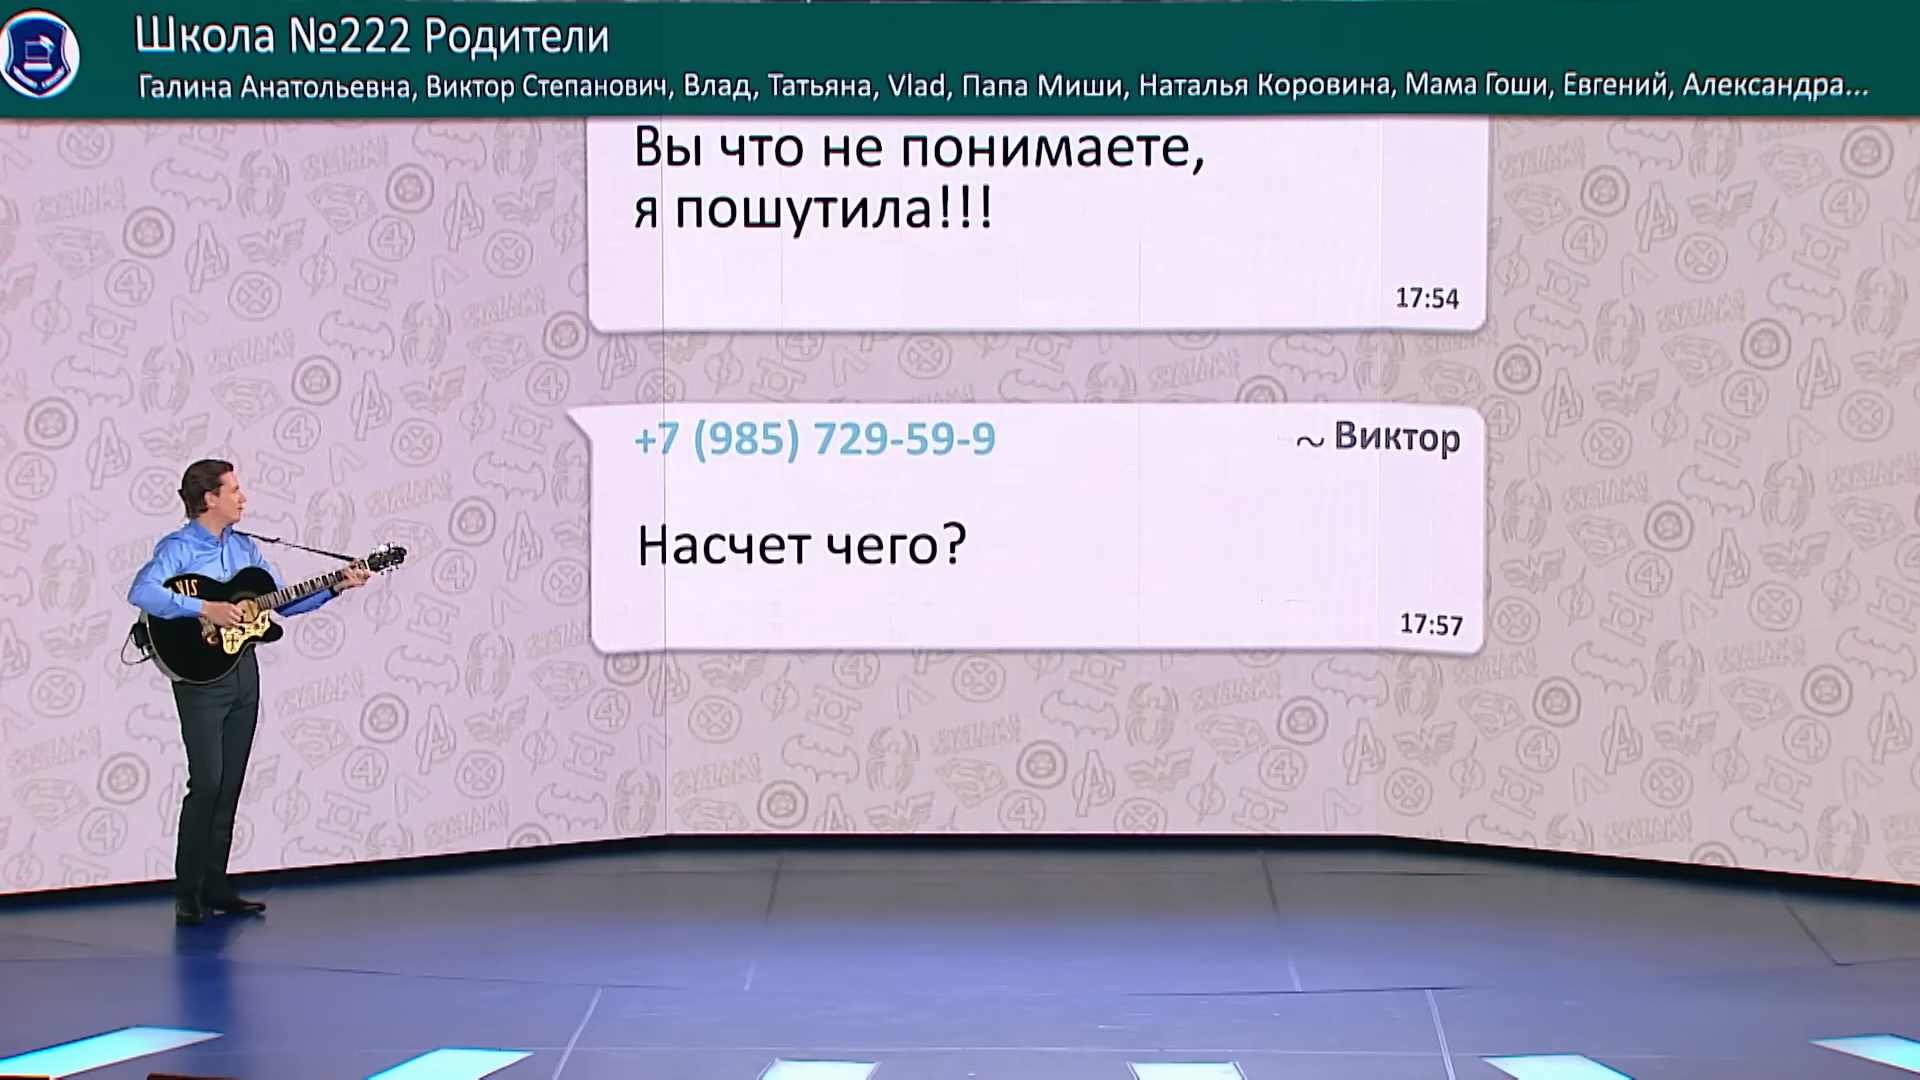 Школа №222 Родители
Галина Анатольевна, Виктор Степанович, Влад, Татьяна, Vlad, Папа Миши, Наталья Коровина, Мама Гоши, Евгений, Александра...
Вы что не понимаете,
я пошутила!!!
17:54
+7 (985) 729-59-9
~ Виктор
Насчет чего?
17:57